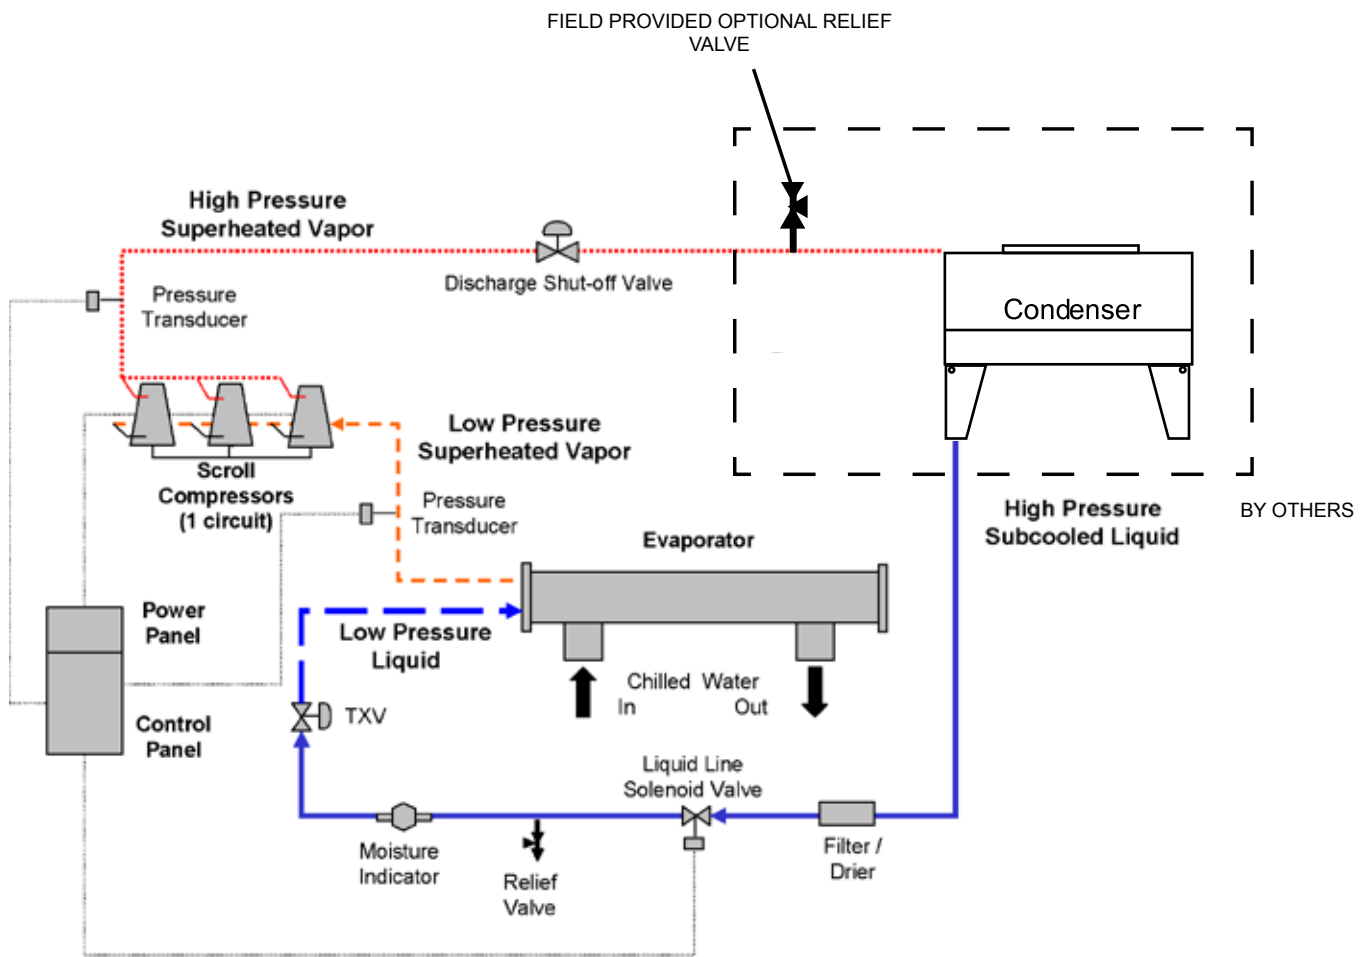 FIELD PROVIDED OPTIONAL RELIEF
VALVE
High Pressure
Superheated Vapor
Discharge Shut-off Valve
Pressure
Transducer
Condenser
Low Pressure
Superheated Vapor
Scroll
Compressors
(1 circuit)
Pressure
Transducer
High Pressure
Subcooled Liquid
BY OTHERS
Evaporator
Power
Panel
Low Pressure
Liquid
Chilled Water
In Out
Control
Panel
TXV
Liquid Line
Solenoid Valve
Moisture
Indicator
Relief
Valve
Filter /
Drier